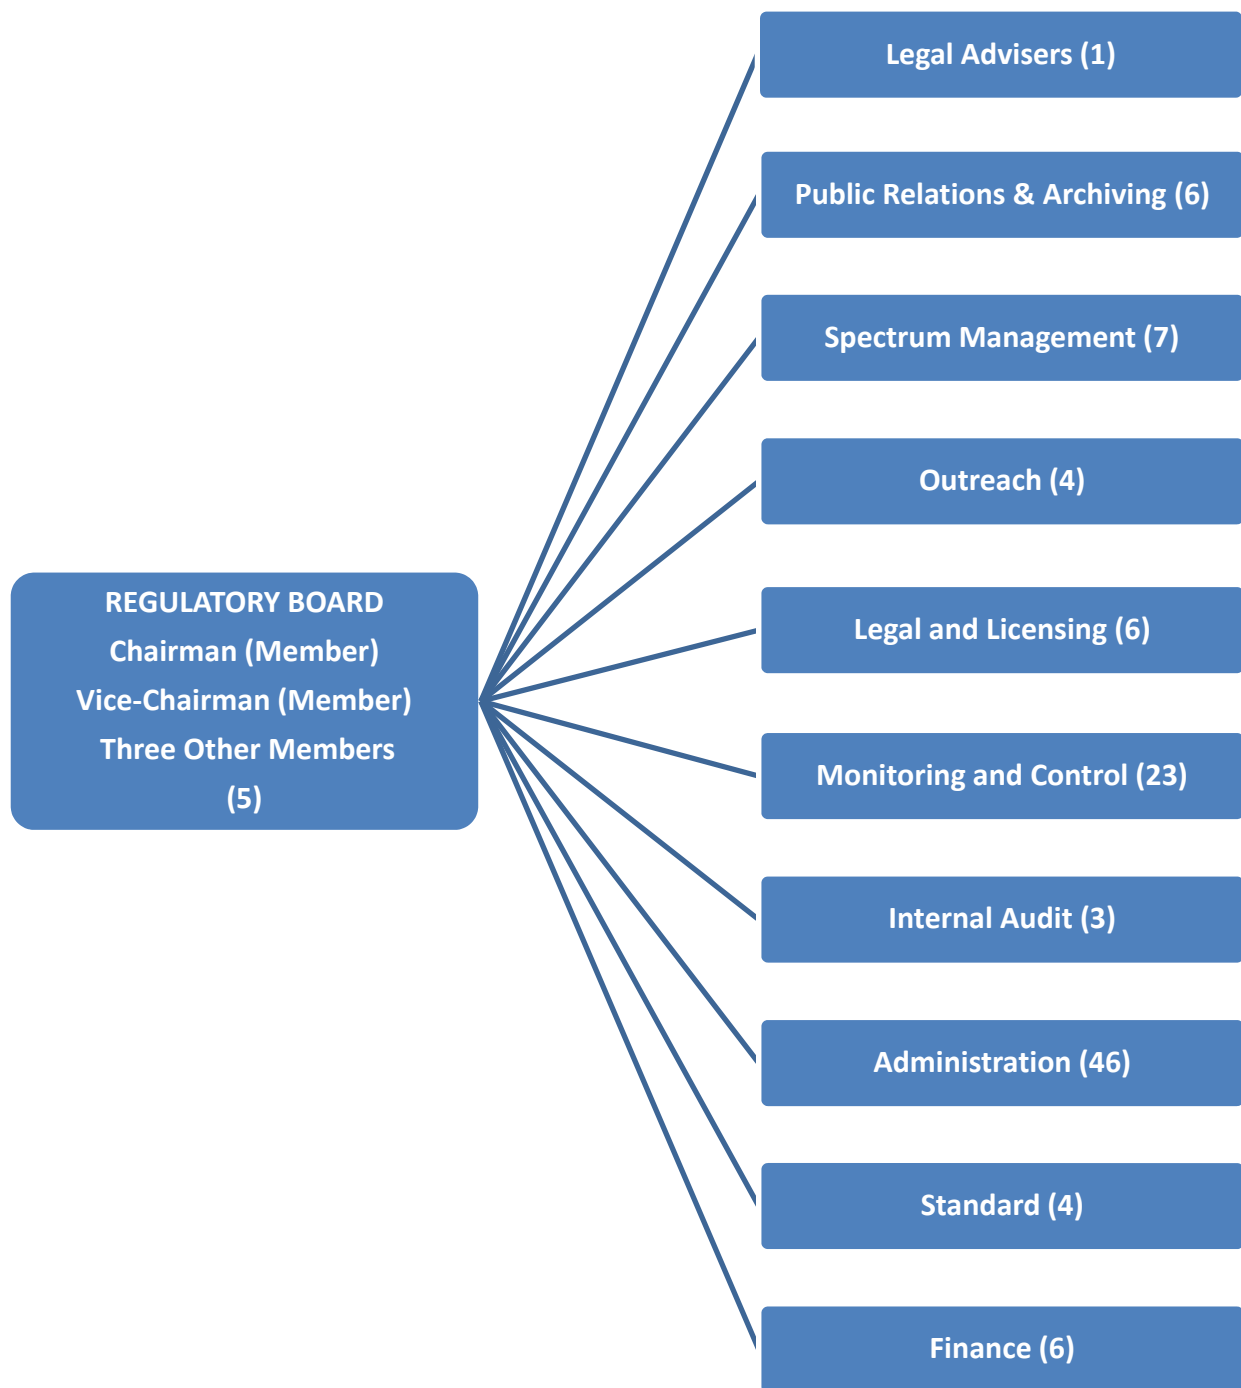 Legal Advisers (1)
Public Relations & Archiving (6)
Spectrum Management (7)
Outreach (4)
REGULATORY BOARD
Chairman (Member)
Vice-Chairman (Member)
Three Other Members
(5)
Legal and Licensing (6)
Monitoring and Control (23)
Internal Audit (3)
Administration (46)
Standard (4)
Finance (6)